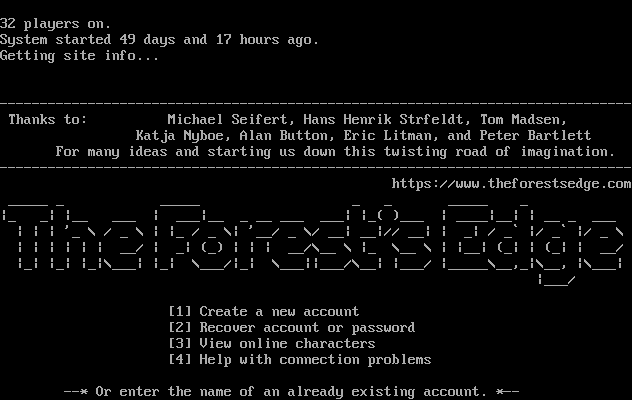 32 players on.
System started 49 days and 17 hours ago.
Getting site info...
Thanks to: Michael Seifert, Hans Henrik Strfeldt, Tom Madsen,
Katja Nyboe, Alan Button, Eric Litman, and Peter Bartlett
For many ideas and starting us down this twisting road of imagination.
https://www.theforestsedge.com
The Forest's Edge
[1] Create a new account
[2] Recover account or password
[3] View online characters
[4] Help with connection problems
--* Or enter the name of an already existing account. *--